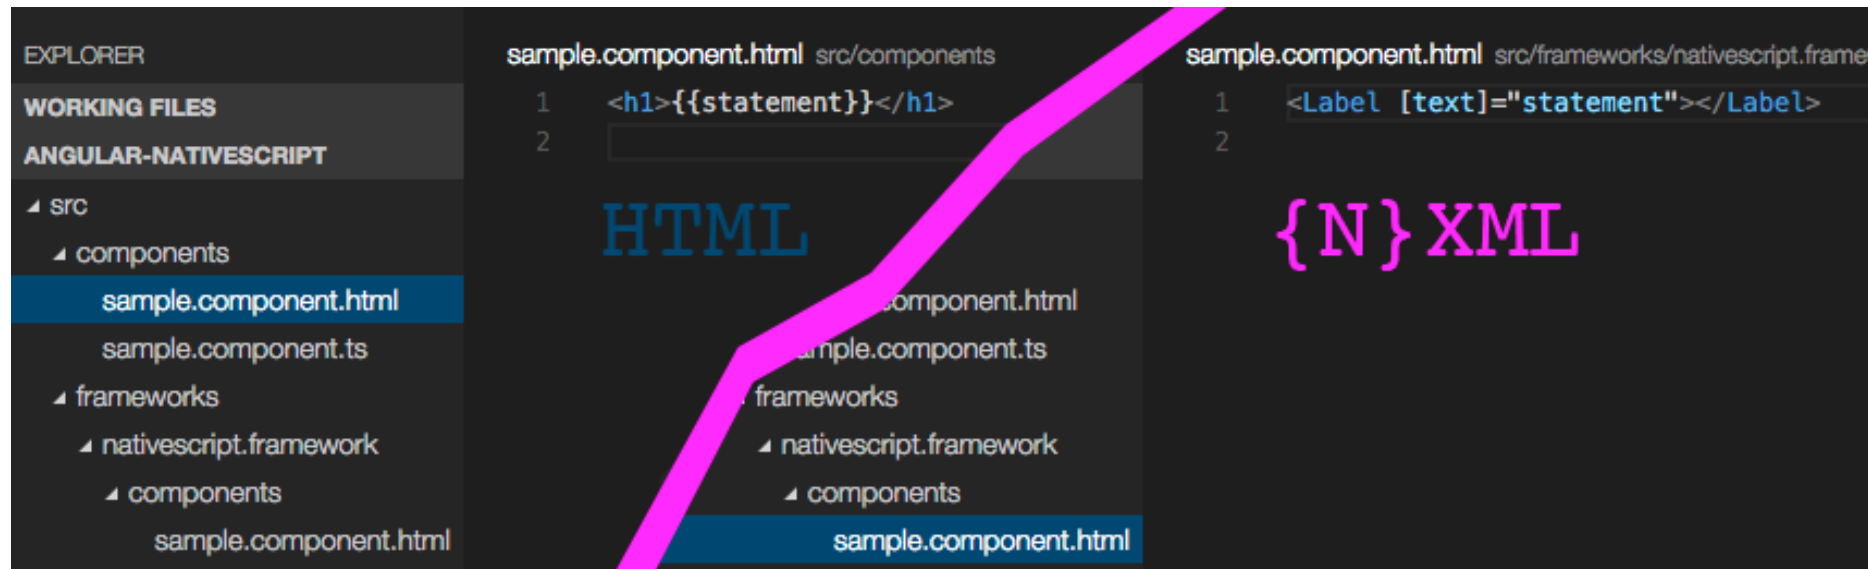 EXPLORER
WORKING FILES
ANGULAR-NATIVESCRIPT
src
components
sample.component.html
sample.component.ts
frameworks
nativescript.framework
components
sample.component.html
sample.component.html src/components
1 <h1>{{statement}}</h1>
2
HTML
component.html
sample.component.ts
frameworks
nativescript.framework
components
sample.component.html
sample.component.html src/frameworks/nativescript.frame
1 <Label [text]="statement"></Label>
2
{N} XML